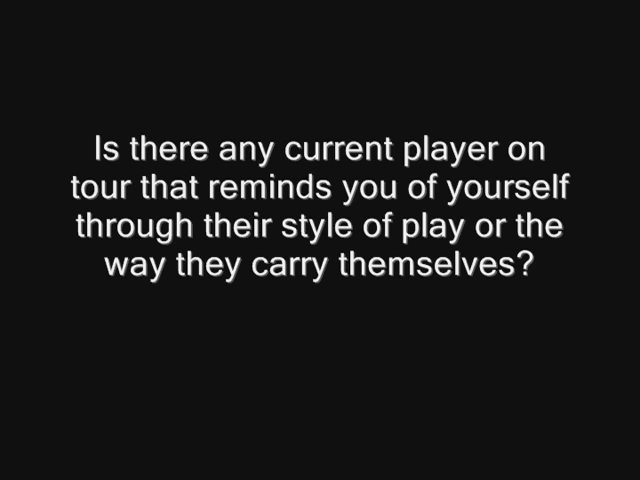 Is there any current player on
tour that reminds you of yourself
through their style of play or the
way they carry themselves?